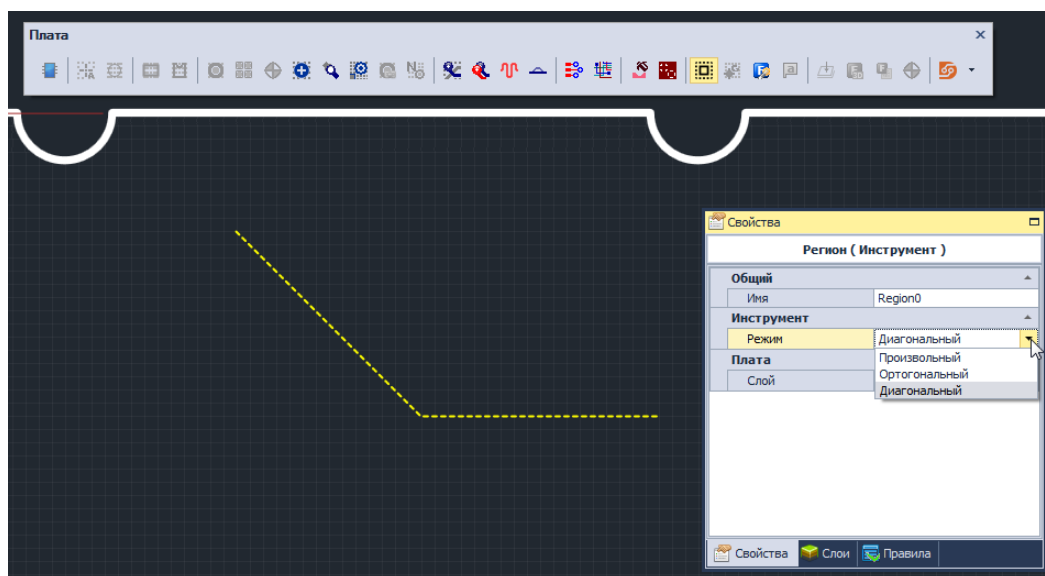 Плата
Свойства
Регион ( Инструмент )
Общий
Имя Region0
Инструмент
Режим Диагональный
Произвольный
Ортогональный
Диагональный
Плата
Слой
Свойства Слои Правила